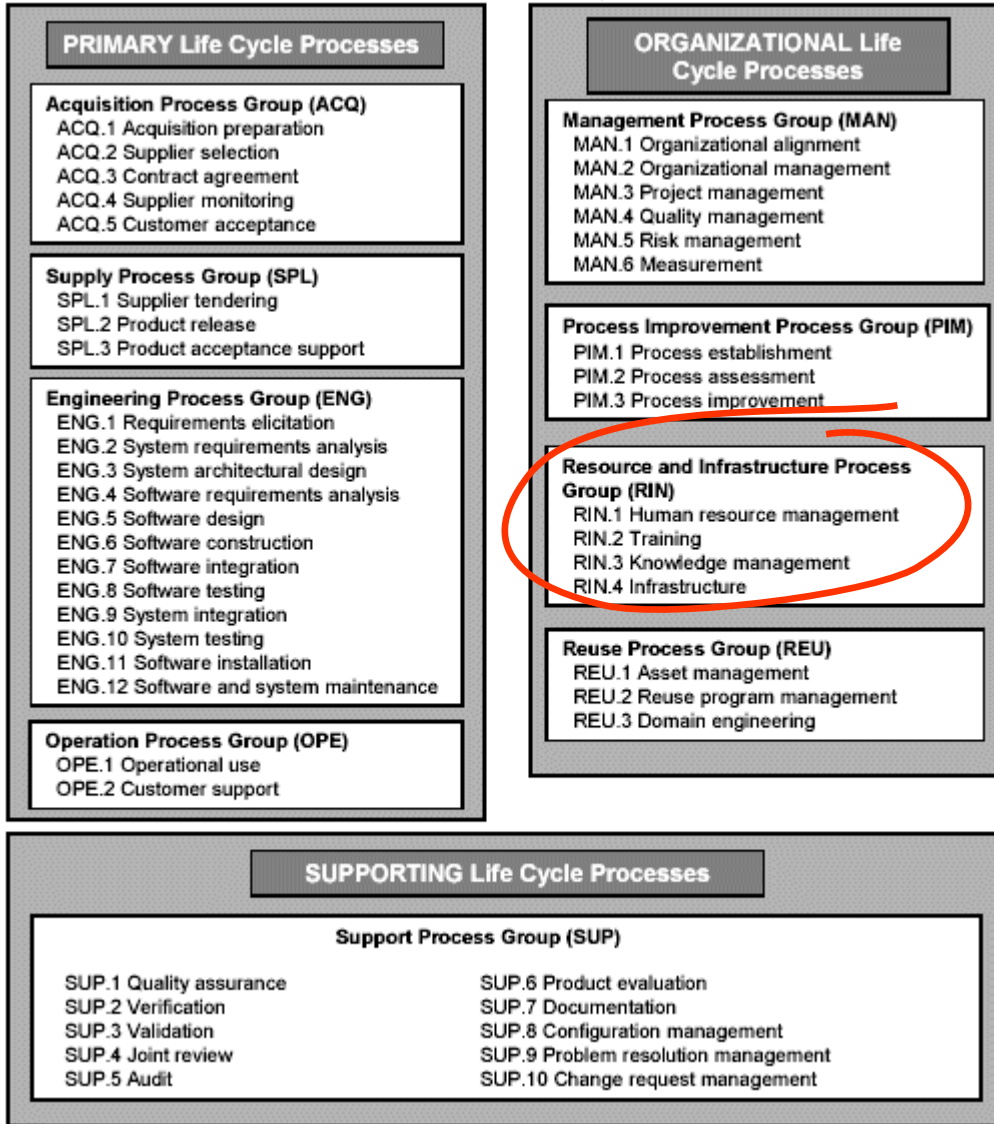 PRIMARY Life Cycle Processes
Acquisition Process Group (ACQ)
ACQ.1 Acquisition preparation
ACQ.2 Supplier selection
ACQ.3 Contract agreement
ACQ.4 Supplier monitoring
ACQ.5 Customer acceptance
Supply Process Group (SPL)
SPL.1 Supplier tendering
SPL.2 Product release
SPL.3 Product acceptance support
Engineering Process Group (ENG)
ENG.1 Requirements elicitation
ENG.2 System requirements analysis
ENG.3 System architectural design
ENG.4 Software requirements analysis
ENG.5 Software design
ENG.6 Software construction
ENG.7 Software integration
ENG.8 Software testing
ENG.9 System integration
ENG.10 System testing
ENG.11 Software installation
ENG.12 Software and system maintenance
Operation Process Group (OPE)
OPE.1 Operational use
OPE.2 Customer support
ORGANIZATIONAL Life
Cycle Processes
Management Process Group (MAN)
MAN.1 Organizational alignment
MAN.2 Organizational management
MAN.3 Project management
MAN.4 Quality management
MAN.5 Risk management
MAN.6 Measurement
Process Improvement Process Group (PIM)
PIM.1 Process establishment
PIM.2 Process assessment
PIM.3 Process improvement
Resource and Infrastructure Process
Group (RIN)
RIN.1 Human resource management
RIN.2 Training
RIN.3 Knowledge management
RIN.4 Infrastructure
Reuse Process Group (REU)
REU.1 Asset management
REU.2 Reuse program management
REU.3 Domain engineering
SUPPORTING Life Cycle Processes
Support Process Group (SUP)
SUP.1 Quality assurance
SUP.2 Verification
SUP.3 Validation
SUP.4 Joint review
SUP.5 Audit
SUP.6 Product evaluation
SUP.7 Documentation
SUP.8 Configuration management
SUP.9 Problem resolution management
SUP.10 Change request management